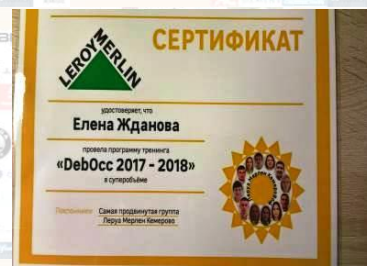 LEROY MERLIN
СЕРТИФИКАТ
удостоверяет, что
Елена Жданова
провела программу тренинга
«DebOcc 2017 - 2018»
в суперобъёме
Самая продвинутая группа
Леруа Мерлен Кемерово